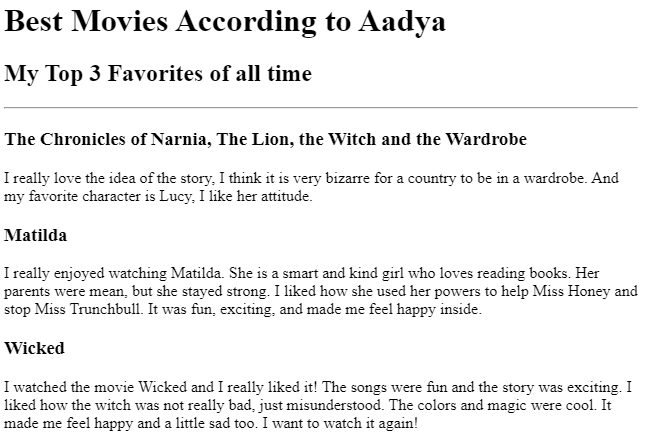 Best Movies According to Aadya
My Top 3 Favorites of all time
The Chronicles of Narnia, The Lion, the Witch and the Wardrobe
I really love the idea of the story, I think it is very bizarre for a country to be in a wardrobe. And
my favorite character is Lucy, I like her attitude.
Matilda
I really enjoyed watching Matilda. She is a smart and kind girl who loves reading books. Her
parents were mean, but she stayed strong. I liked how she used her powers to help Miss Honey and
stop Miss Trunchbull. It was fun, exciting, and made me feel happy inside.
Wicked
I watched the movie Wicked and I really liked it! The songs were fun and the story was exciting. I
liked how the witch was not really bad, just misunderstood. The colors and magic were cool. It
made me feel happy and a little sad too. I want to watch it again!